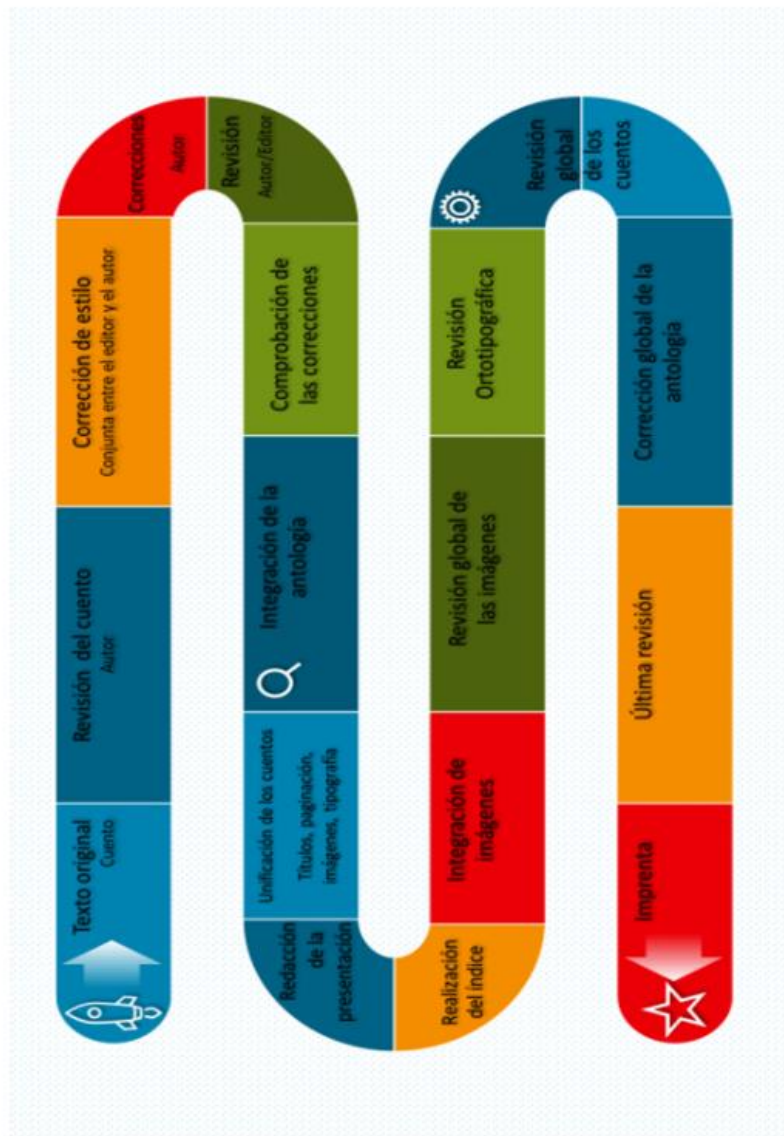 Texto original
Cuento
Revisión del cuento
Autor
Corrección de estilo
Conjunta entre el editor y el autor
Correcciones
Autor
Revisión
Autor/Editor
Comprobación de
las correcciones
Integración de la
antología
Unificación de los cuentos
Títulos, paginación,
imágenes, tipografía
Redacción
de la
presentación
Realización
del índice
Integración de
imágenes
Revisión global de
las imágenes
Revisión
Ortotipográfica
Revisión
global
de los
cuentos
Corrección global de la
antología
Última revisión
Imprenta